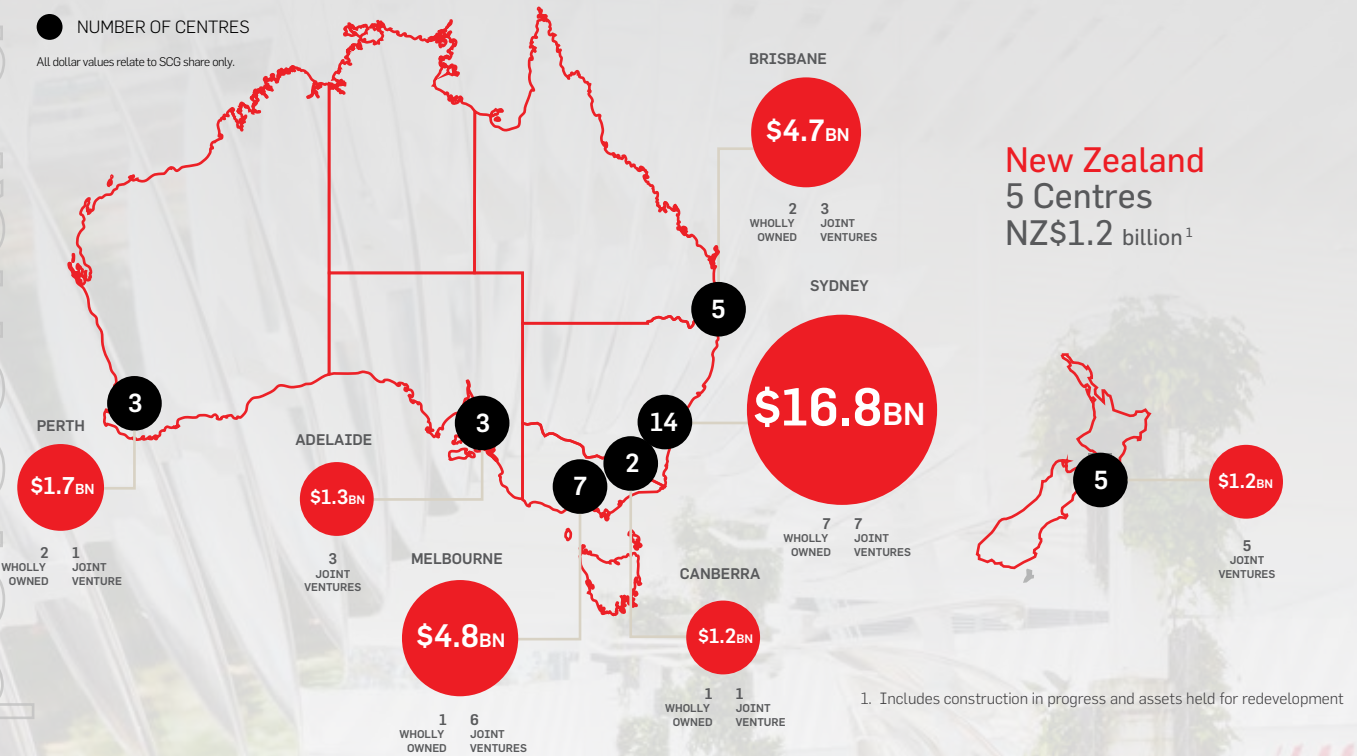 NUMBER OF CENTRES
All dollar values relate to SCG share only.
BRISBANE
$4.7BN
2 WHOLLY OWNED
3 JOINT VENTURES
5
New Zealand
5 Centres
NZ$1.2 billion 1
SYDNEY
$16.8BN
7 WHOLLY OWNED
7 JOINT VENTURES
14
PERTH
3
$1.7BN
2 WHOLLY OWNED
1 JOINT VENTURE
ADELAIDE
3
$1.3BN
3
JOINT
VENTURES
MELBOURNE
7
$4.8BN
1 WHOLLY OWNED
6 JOINT VENTURES
CANBERRA
2
$1.2BN
1 WHOLLY OWNED
1 JOINT VENTURE
5
$1.2BN
5
JOINT
VENTURES
1. Includes construction in progress and assets held for redevelopment